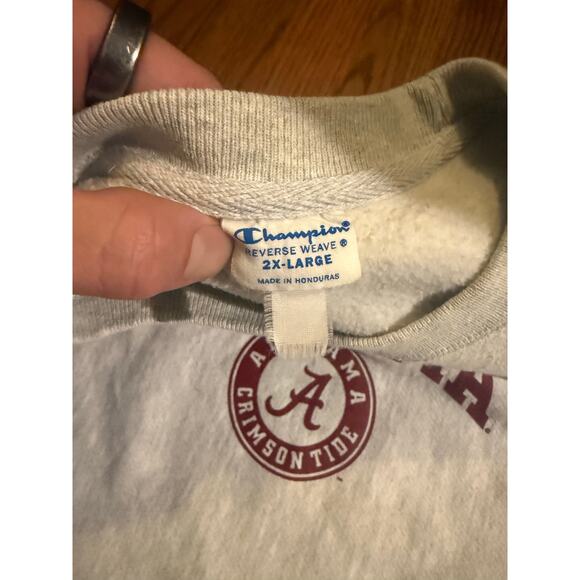 Champion®
REVERSE WEAVE®
2X-LARGE
MADE IN HONDURAS
A
CRIMSON TIDE